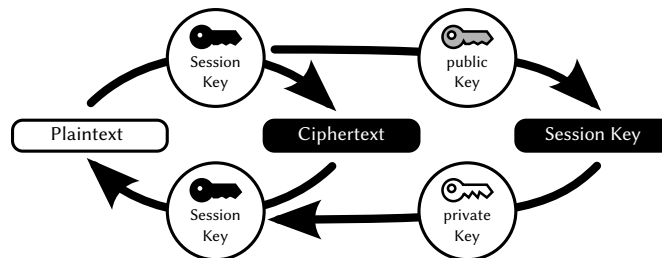 Session
Key
public
Key
Plaintext
Ciphertext
Session Key
Session
Key
private
Key